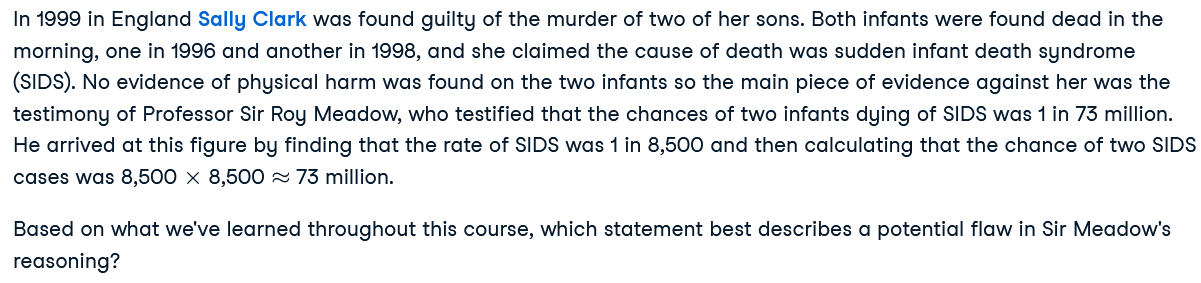 In 1999 in England Sally Clark was found guilty of the murder of two of her sons. Both infants were found dead in the
morning, one in 1996 and another in 1998, and she claimed the cause of death was sudden infant death syndrome
(SIDS). No evidence of physical harm was found on the two infants so the main piece of evidence against her was the
testimony of Professor Sir Roy Meadow, who testified that the chances of two infants dying of SIDS was 1 in 73 million.
He arrived at this figure by finding that the rate of SIDS was 1 in 8,500 and then calculating that the chance of two SIDS
cases was 8,500 × 8,500 ≈ 73 million.
Based on what we've learned throughout this course, which statement best describes a potential flaw in Sir Meadow's
reasoning?